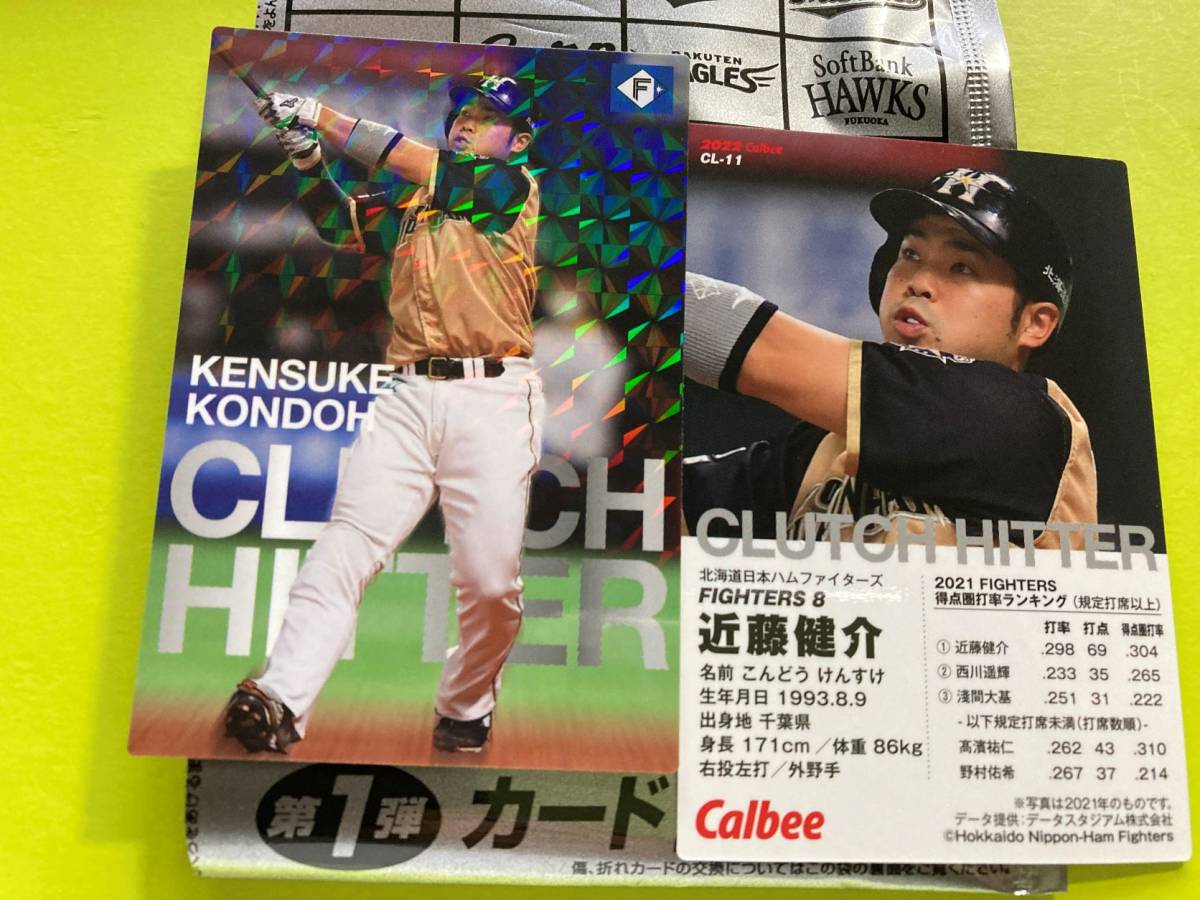 RAKUTEN
SoftBank
HAWKS
FUKUOKA
F
KENSUKE
KONDOH
CLUTCH
HITTER
2022 Calbee
CL-11
CLUTCH HITTER
北海道日本ハムファイターズ
FIGHTERS 8
近藤健介
名前 こんどう けんすけ
生年月日 1993.8.9
出身地 千葉県
身長 171cm／体重 86kg
右投左打／外野手
Calbee
2021 FIGHTERS
得点圏打率ランキング（規定打席以上）
打率 打点 得点圏打率
① 近藤健介 .298 69 .304
② 西川遥輝 .233 35 .265
③ 淺間大基 .251 31 .222
- 以下規定打席未満（打席数順）-
髙濱祐仁 .262 43 .310
野村佑希 .267 37 .214
※写真は2021年のものです。
データ提供：データスタジアム株式会社
©Hokkaido Nippon-Ham Fighters
第1弾 カード
傷、折れカードの交換についてはこの袋の裏面をご覧ください。